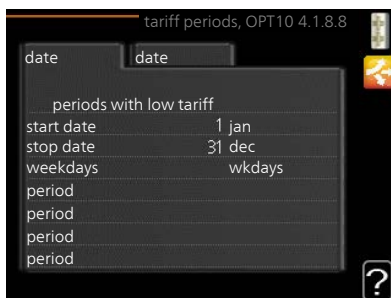 tariff periods, OPT10 4.1.8.8
date date
periods with low tariff
start date 1 jan
stop date 31 dec
weekdays wkdays
period
period
period
period
?